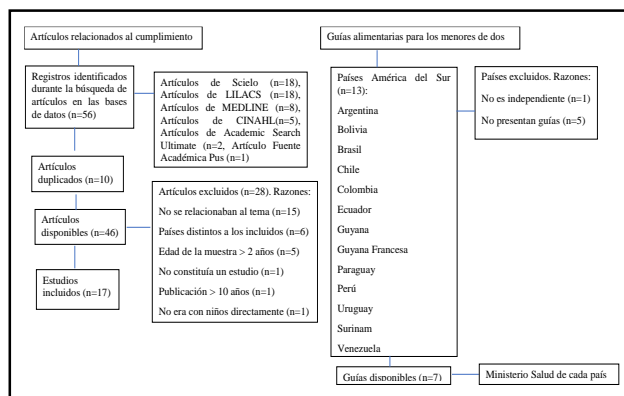 Artículos relacionados al cumplimiento
Registros identificados
durante la búsqueda de
artículos en las bases
de datos (n=56)
Artículos de Scielo (n=18),
Artículos de LILACS (n=18),
Artículos de MEDLINE (n=8),
Artículos de CINAHL(n=5),
Artículos de Academic Search
Ultimate (n=2, Artículo Fuente
Académica Pus (n=1)
Artículos
duplicados (n=10)
Artículos
disponibles (n=46)
Estudios
incluidos (n=17)
Artículos excluidos (n=28). Razones:
No se relacionaban al tema (n=15)
Países distintos a los incluidos (n=6)
Edad de la muestra > 2 años (n=5)
No constituía un estudio (n=1)
Publicación > 10 años (n=1)
No era con niños directamente (n=1)
Guías alimentarias para los menores de dos
Países América del Sur
(n=13):
Argentina
Bolivia
Brasil
Chile
Colombia
Ecuador
Guyana
Guyana Francesa
Paraguay
Perú
Uruguay
Surinam
Venezuela
Países excluidos. Razones:
No es independiente (n=1)
No presentan guías (n=5)
Guías disponibles (n=7)
Ministerio Salud de cada país